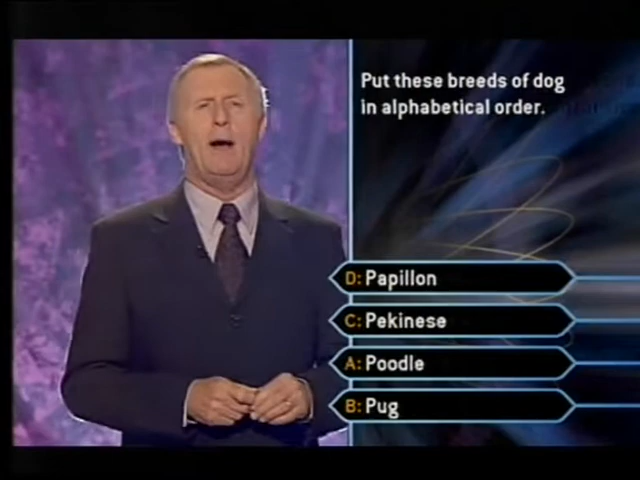 Put these breeds of dog
in alphabetical order.
D: Papillon
C: Pekinese
A: Poodle
B: Pug